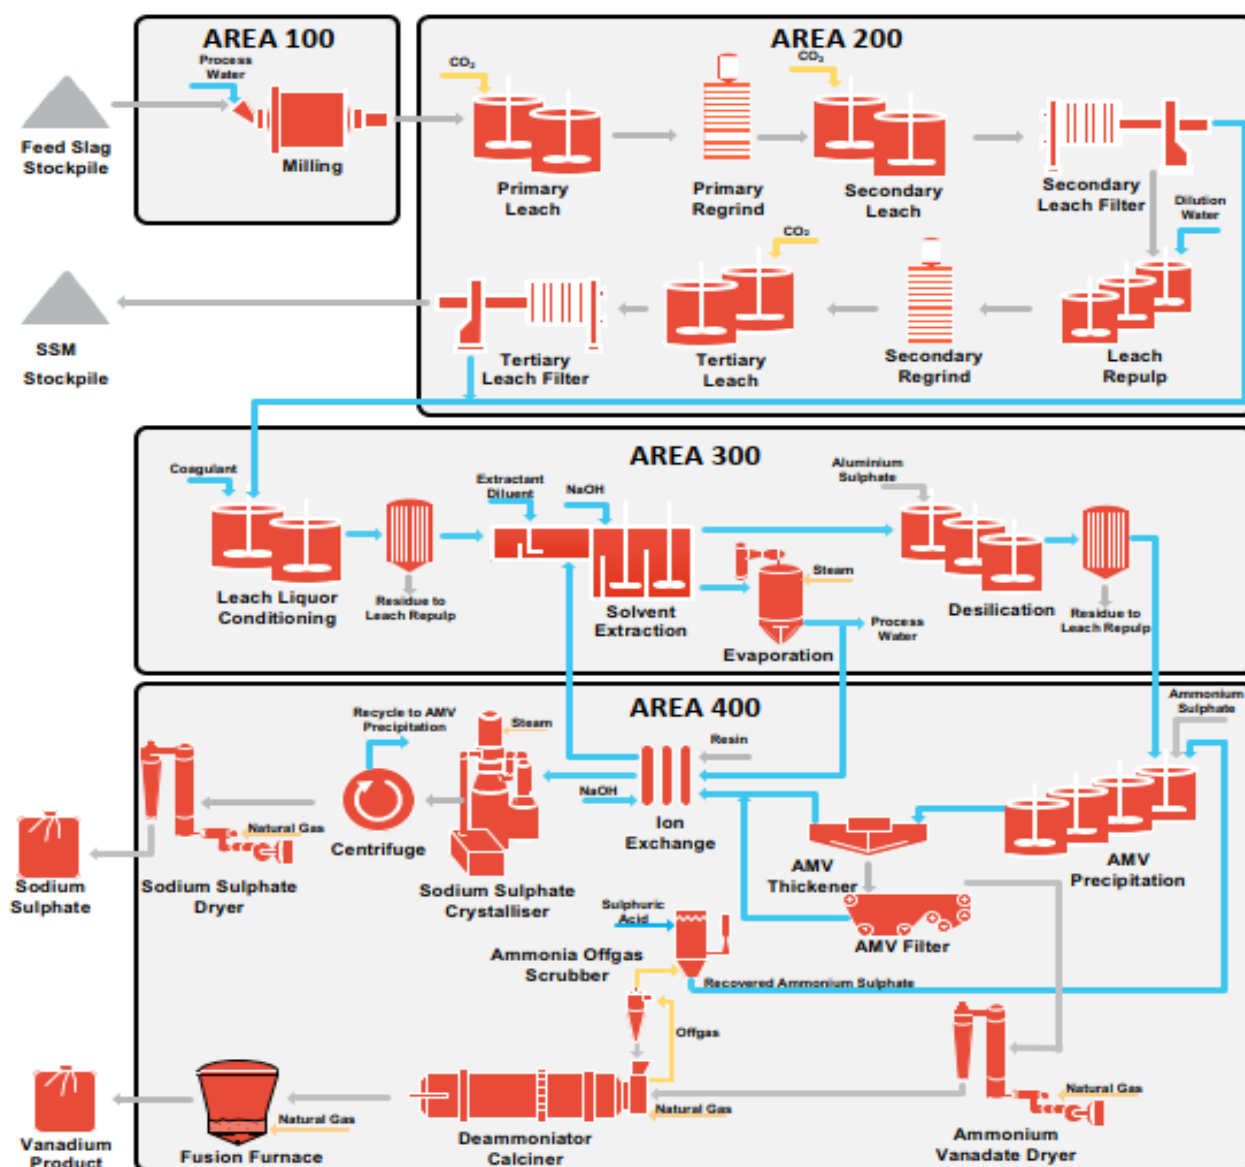 AREA 100
Process
Water
Feed Slag
Stockpile
Milling
AREA 200
CO₂
Primary
Leach
Primary
Regrind
CO₂
Secondary
Leach
Secondary
Leach Filter
Dilution
Water
SSM
Stockpile
Tertiary
Leach Filter
CO₂
Tertiary
Leach
Secondary
Regrind
Leach
Repulp
AREA 300
Coagulant
Leach Liquor
Conditioning
Residue to
Leach Repulp
Extractant
Diluent
NaOH
Solvent
Extraction
Steam
Evaporation
Process
Water
Aluminium
Sulphate
Desilication
Residue to
Leach Repulp
AREA 400
Recycle to AMV
Precipitation
Steam
Resin
NaOH
Ion
Exchange
Ammonium
Sulphate
AMV
Precipitation
AMV
Thickener
AMV Filter
Sodium
Sulphate
Natural Gas
Sodium Sulphate
Dryer
Centrifuge
Sodium Sulphate
Crystalliser
Sulphuric
Acid
Ammonia Offgas
Scrubber
Recovered Ammonium Sulphate
Offgas
Vanadium
Product
Natural Gas
Fusion Furnace
Deammoniator
Calciner
Natural Gas
Natural Gas
Ammonium
Vanadate Dryer